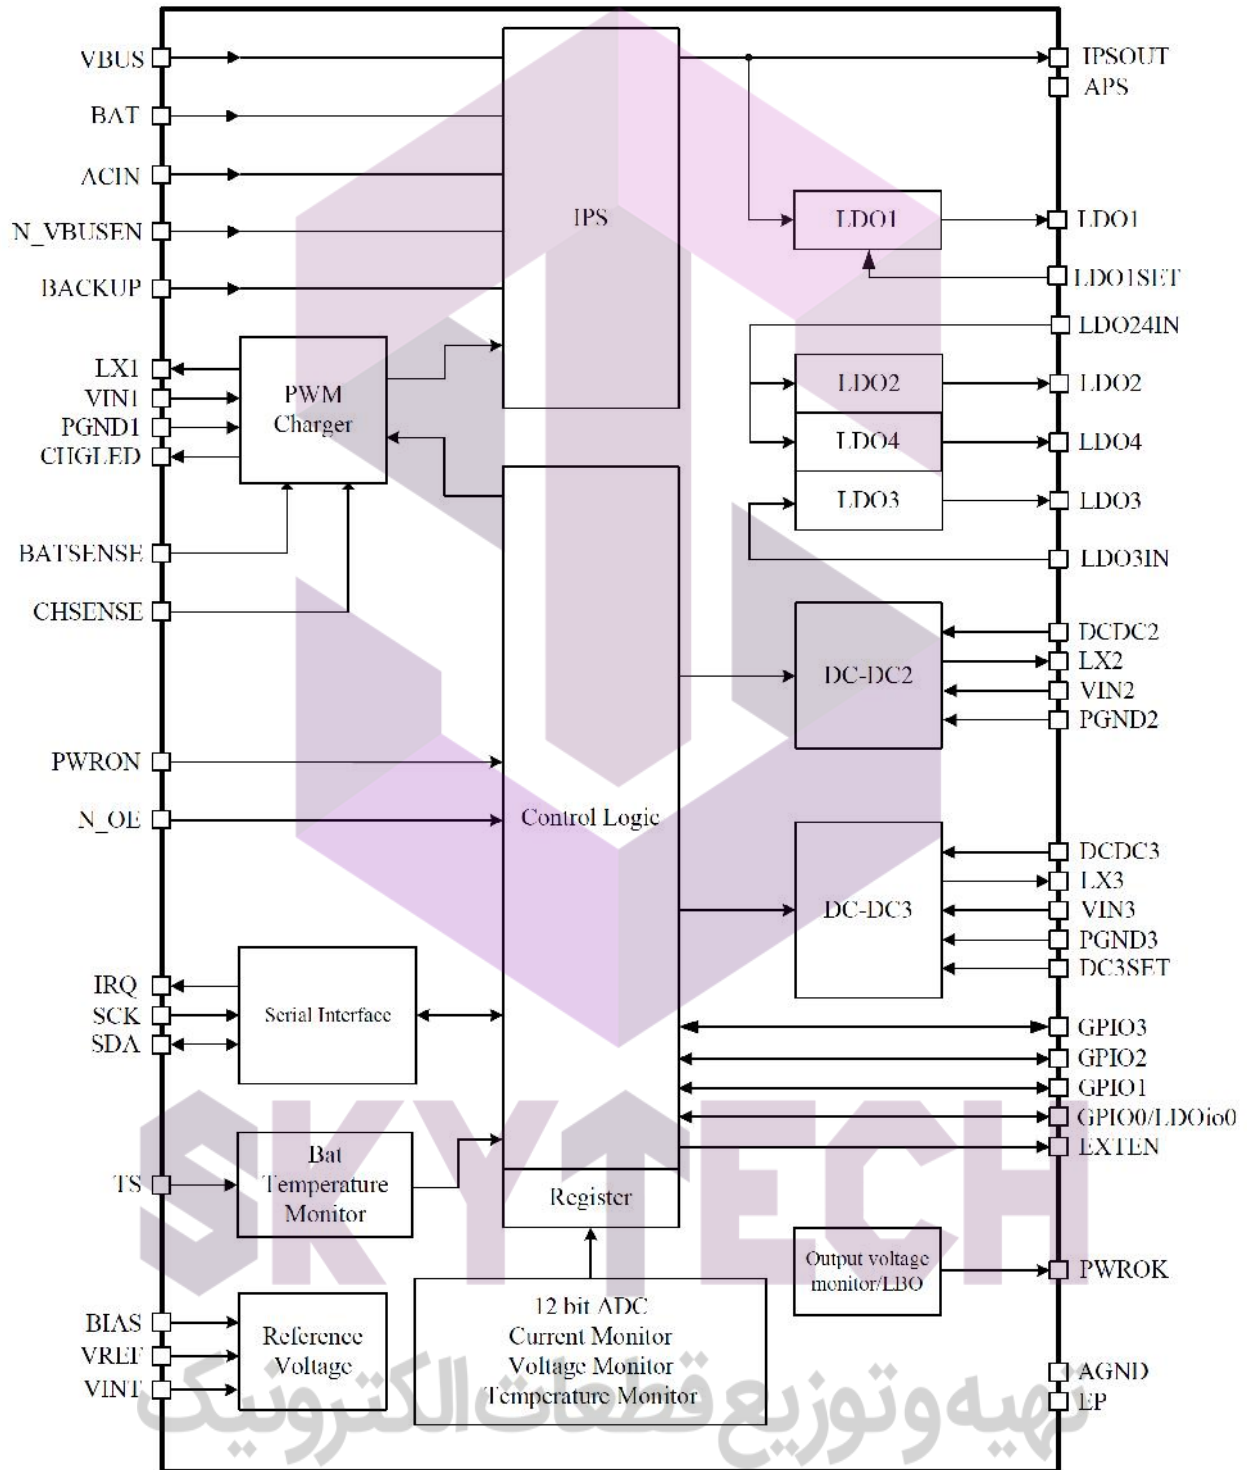 VBUS
BAT
ACIN
N_VBUSEN
BACKUP
LX1
VIN1
PGND1
CHGLED
BATSENSE
CHSENSE
PWRON
N_OE
IRQ
SCK
SDA
TS
BIAS
VREF
VINT
IPS
PWM
Charger
Control Logic
Serial Interface
Bat
Temperature
Monitor
Register
Reference
Voltage
12 bit ADC
Current Monitor
Voltage Monitor
Temperature Monitor
LDO1
LDO2
LDO4
LDO3
DC-DC2
DC-DC3
Output voltage
monitor/LBO
IPSOUT
APS
LDO1
LDO1SET
LDO24IN
LDO2
LDO4
LDO3
LDO3IN
DCDC2
LX2
VIN2
PGND2
DCDC3
LX3
VIN3
PGND3
DC3SET
GPIO3
GPIO2
GPIO1
GPIO0/LDOio0
EXTEN
PWROK
AGND
EP
SKYTECH
تهیه و توزیع قطعات الکترونیک